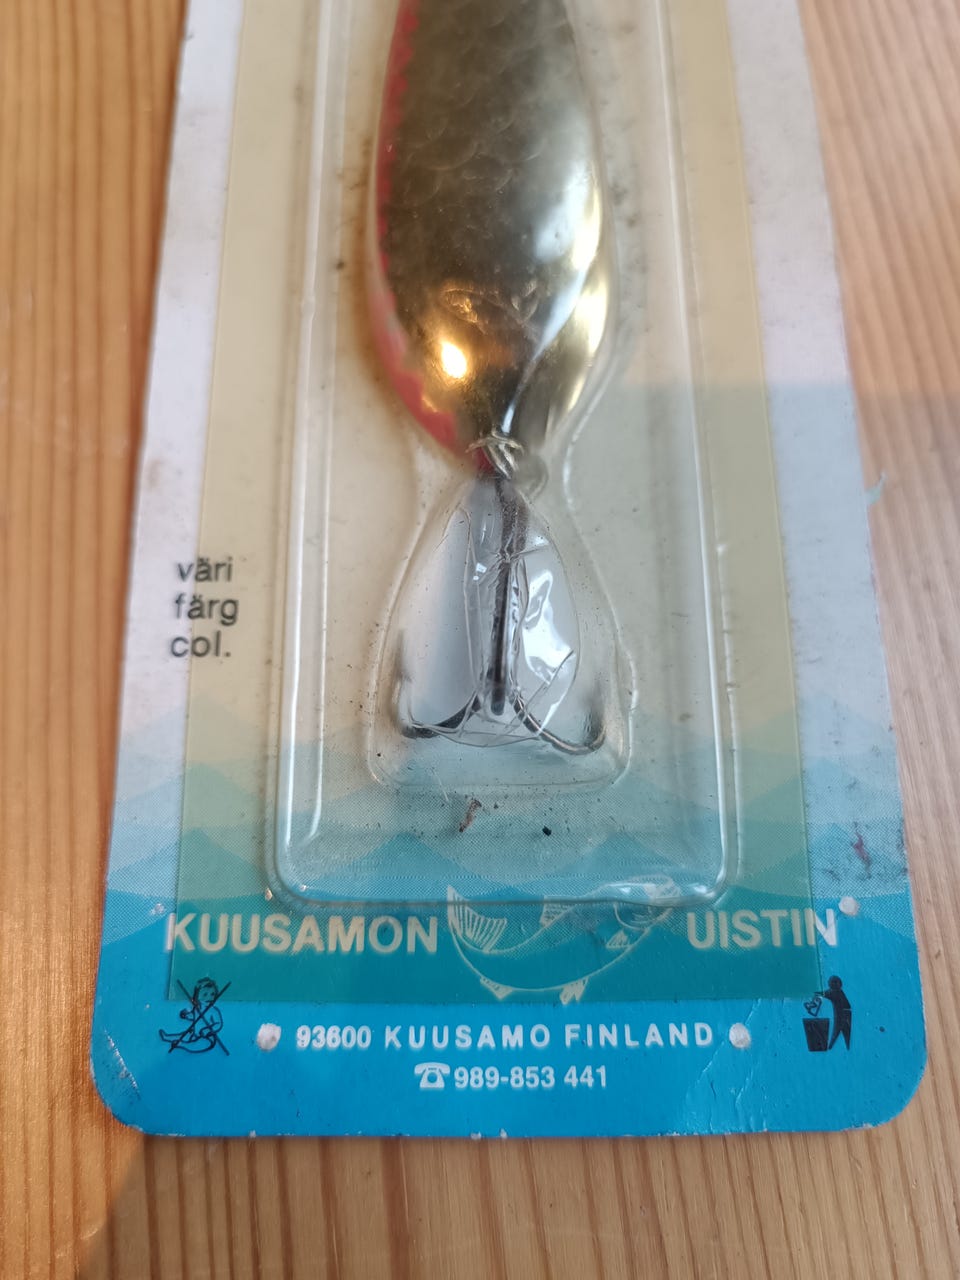 väri
färg
col.
KUUSAMON UISTIN
93600 KUUSAMO FINLAND
☎989-853 441